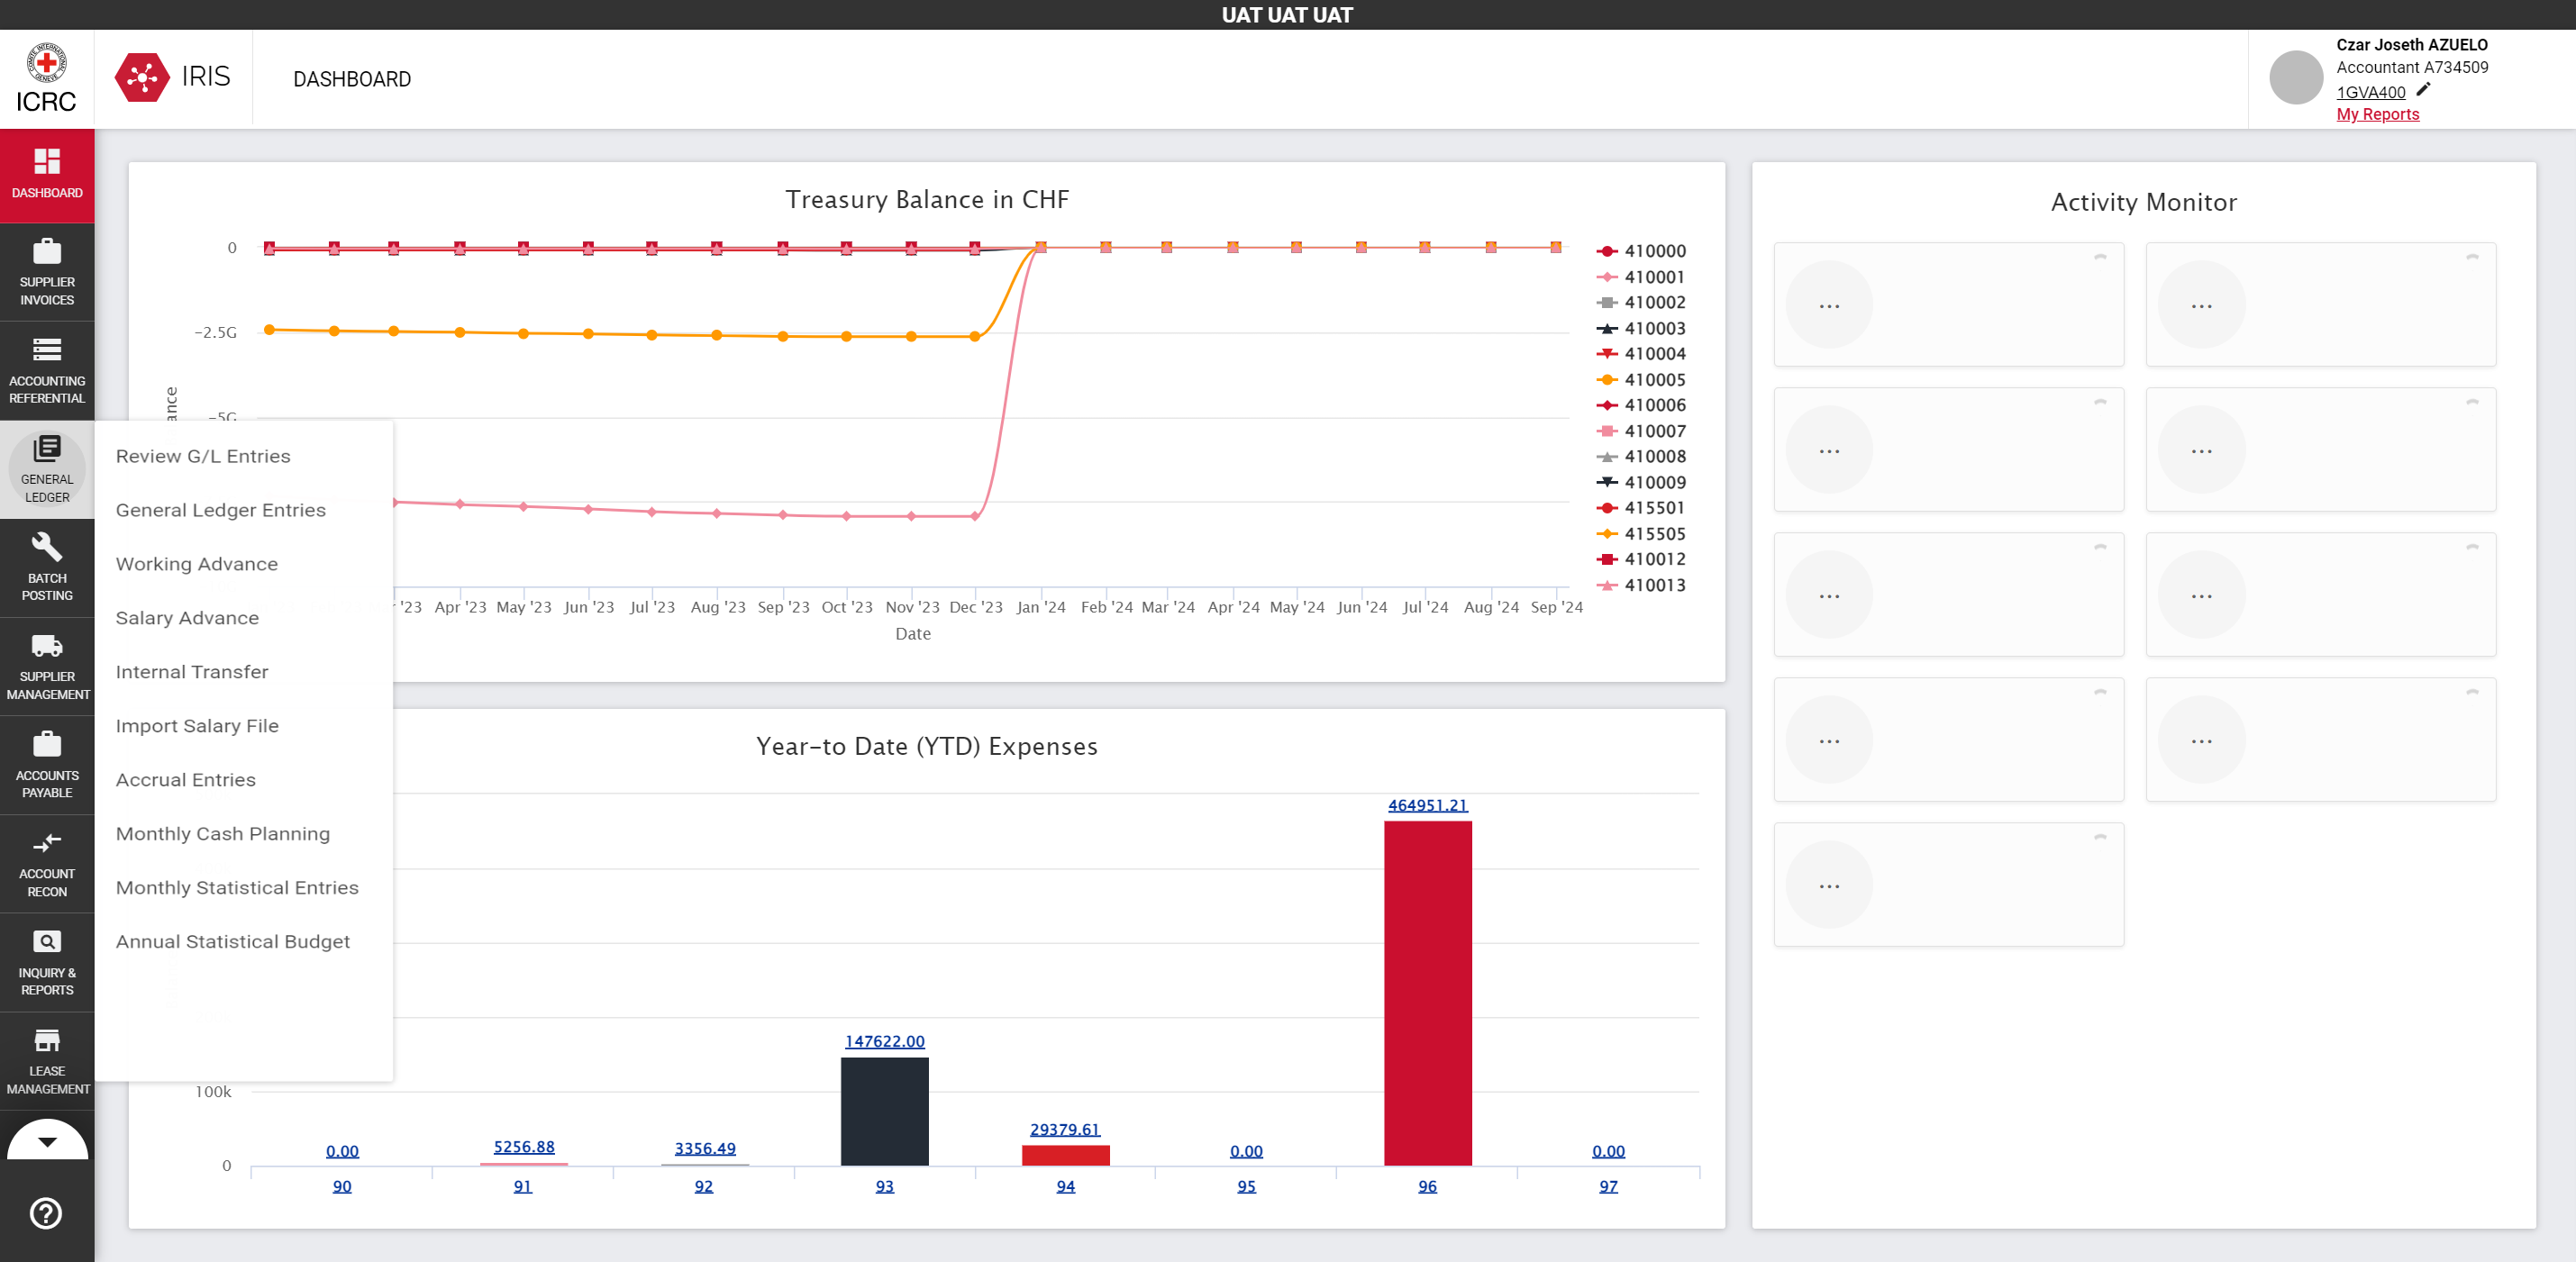 UAT UAT UAT
ICRC
IRIS
DASHBOARD
Czar Joseth AZUELO
Accountant A734509
1GVA400
My Reports
DASHBOARD
SUPPLIER
INVOICES
ACCOUNTING
REFERENTIAL
GENERAL
LEDGER
BATCH
POSTING
SUPPLIER
MANAGEMENT
ACCOUNTS
PAYABLE
ACCOUNT
RECON
INQUIRY &
REPORTS
LEASE
MANAGEMENT
Review G/L Entries
General Ledger Entries
Working Advance
Salary Advance
Internal Transfer
Import Salary File
Accrual Entries
Monthly Cash Planning
Monthly Statistical Entries
Annual Statistical Budget
Treasury Balance in CHF
0
-2.5G
-5G
'23 Apr '23 May '23 Jun '23 Jul '23 Aug '23 Sep '23 Oct '23 Nov '23 Dec '23 Jan '24 Feb '24 Mar '24 Apr '24 May '24 Jun '24 Jul '24 Aug '24 Sep '24
Date
410000
410001
410002
410003
410004
410005
410006
410007
410008
410009
415501
415505
410012
410013
Year-to Date (YTD) Expenses
100k
0
0.00 5256.88 3356.49 147622.00 29379.61 0.00 464951.21 0.00
90 91 92 93 94 95 96 97
Activity Monitor
... ...
... ...
... ...
... ...
...